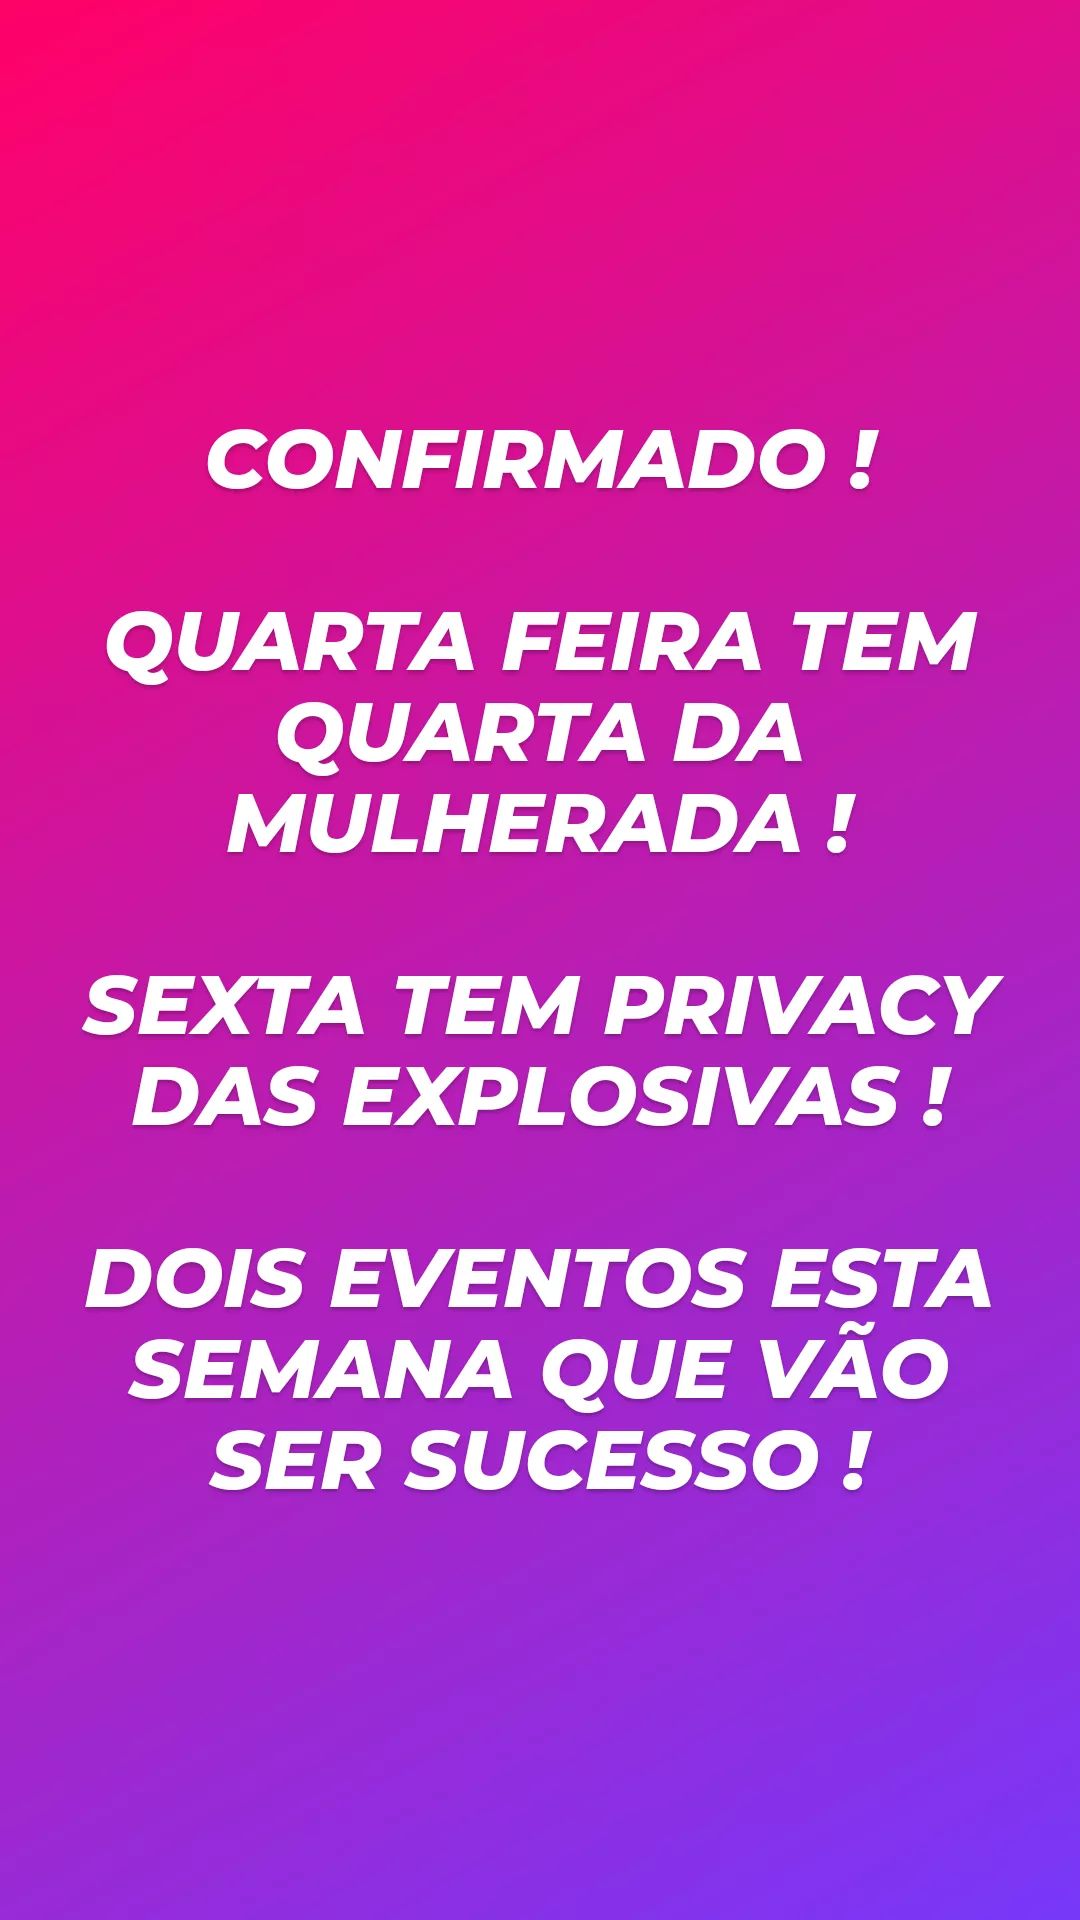 CONFIRMADO !
QUARTA FEIRA TEM
QUARTA DA
MULHERADA !
SEXTA TEM PRIVACY
DAS EXPLOSIVAS !
DOIS EVENTOS ESTA
SEMANA QUE VÃO
SER SUCESSO !